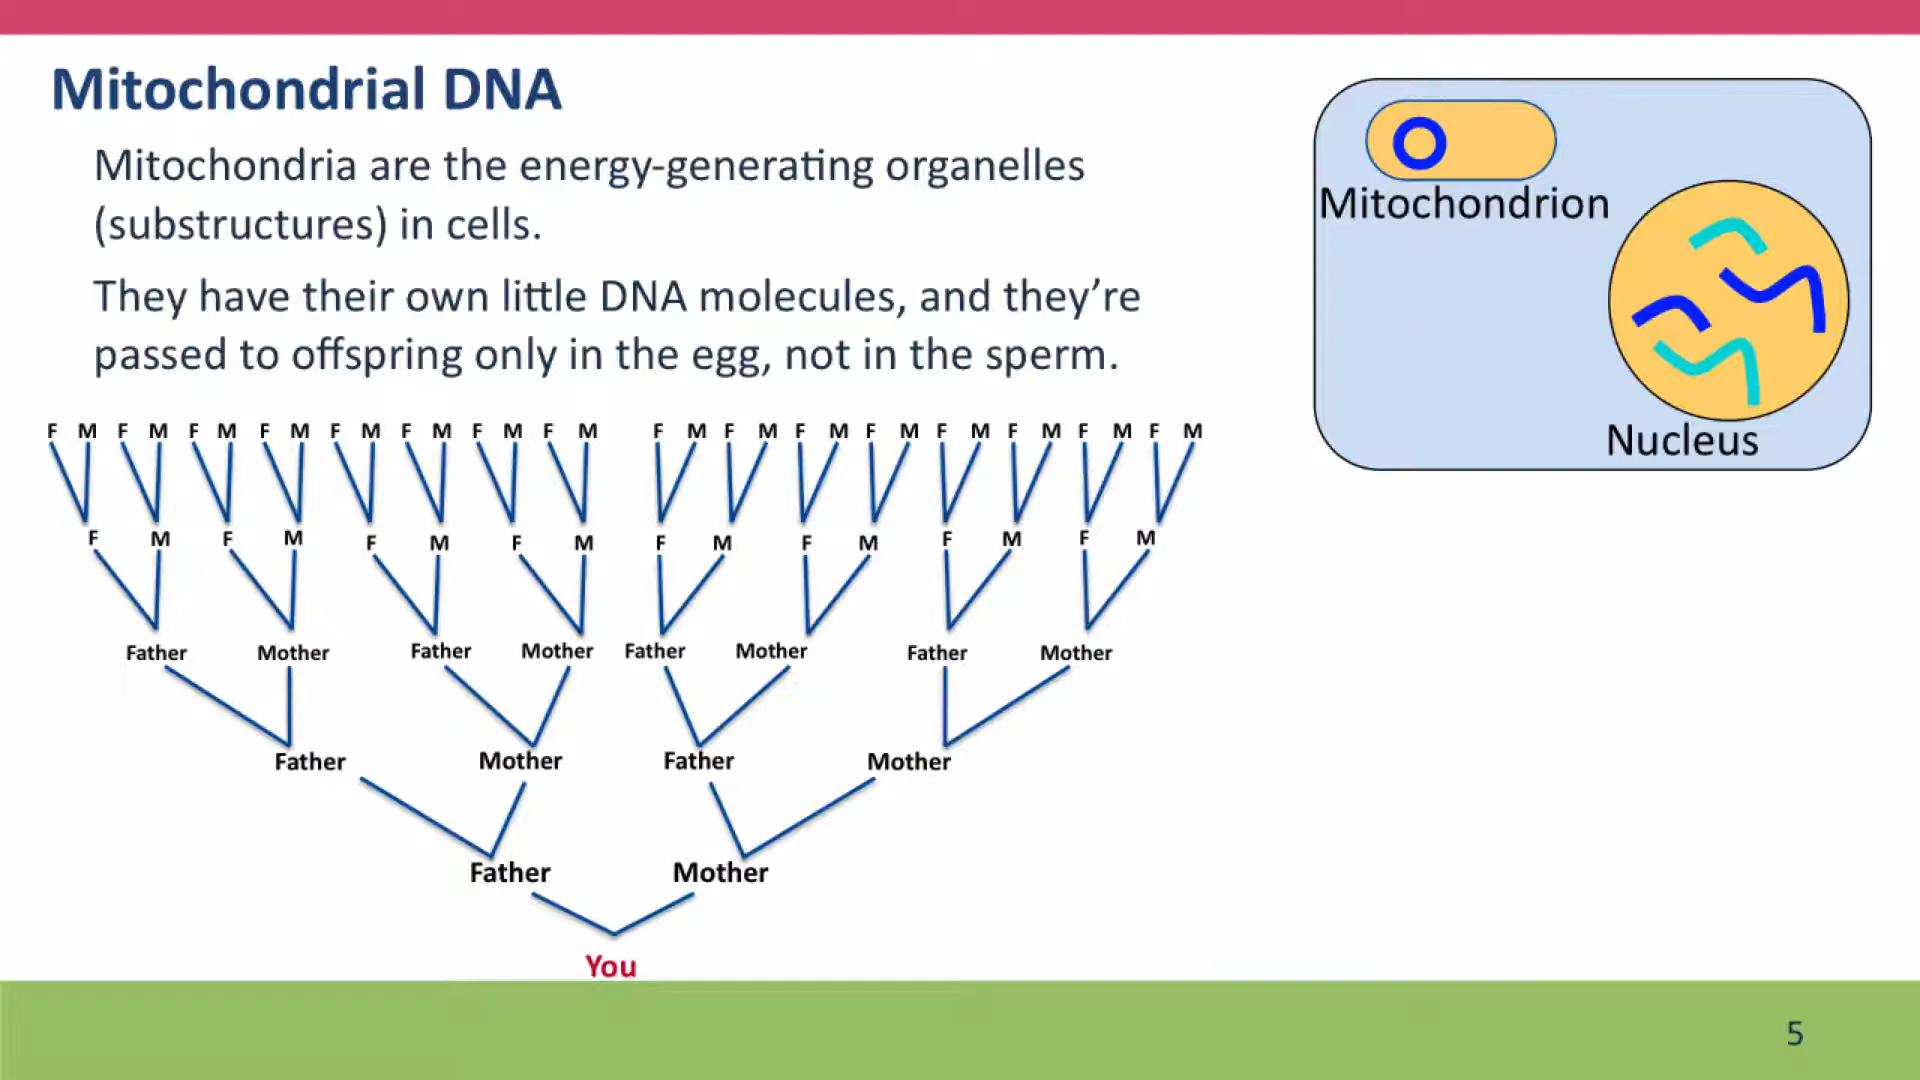 Mitochondrial DNA
Mitochondria are the energy-generating organelles
(substructures) in cells.
They have their own little DNA molecules, and they're
passed to offspring only in the egg, not in the sperm.
Mitochondrion
Nucleus
F M F M F M F M F M F M F M F M F M F M F M F M F M F M F M F M
F M F M F M F M F M F M F M F M
Father Mother Father Mother Father Mother Father Mother
Father Mother Father Mother
Father Mother
You
5